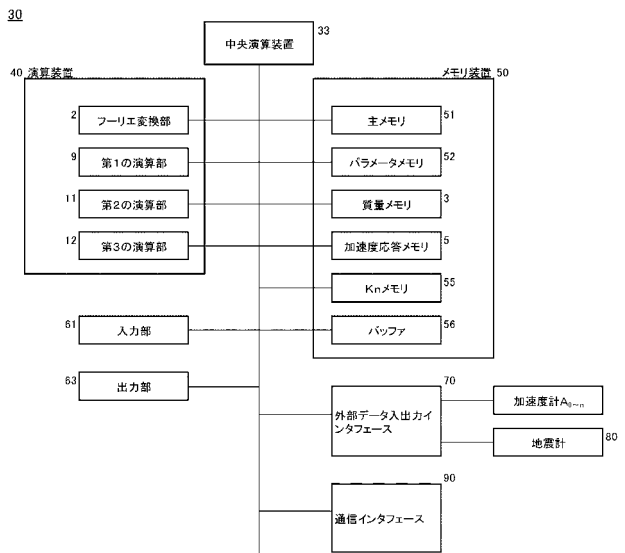 30
33
中央演算装置
40 演算装置
メモリ装置 50
2
フーリエ変換部
主メモリ
51
9
第1の演算部
パラメータメモリ
52
11
第2の演算部
質量メモリ
3
12
第3の演算部
加速度応答メモリ
5
Knメモリ
55
61
入力部
バッファ
56
63
出力部
70
外部データ入出力イ
ンタフェース
加速度計A0~n
地震計
80
90
通信インタフェース